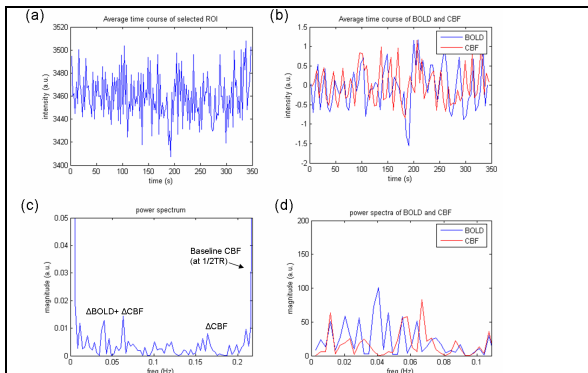 (a)
Average time course of selected ROI
3520
3500
3480
3460
3440
3420
3400
intensity (a.u.)
0 50 100 150 200 250 300 350
time (s)
(b)
Average time course of BOLD and CBF
BOLD
CBF
1.5
1
0.5
0
-0.5
-1
-1.5
-2
intensity (a.u.)
0 50 100 150 200 250 300 350
time (s)
(c)
power spectrum
0.05
0.04
0.03
0.02
0.01
0
magnitude (a.u.)
Baseline CBF
(at 1/2TR)
ΔBOLD+ ΔCBF
ΔCBF
0 0.05 0.1 0.15 0.2
freq (Hz)
(d)
power spectra of BOLD and CBF
BOLD
CBF
200
150
100
50
0
magnitude (a.u.)
0 0.02 0.04 0.06 0.08 0.1
freq (Hz)